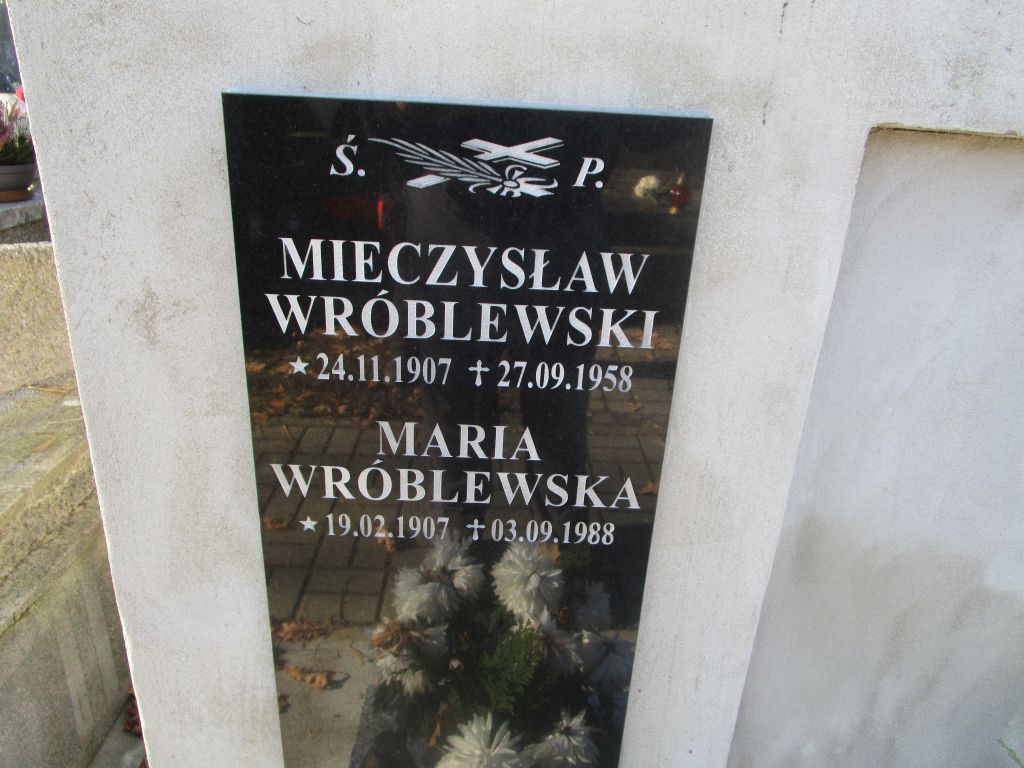 Ś. P.
MIECZYSŁAW
WRÓBLEWSKI
★ 24.11.1907 ✝ 27.09.1958
MARIA
WRÓBLEWSKA
★ 19.02.1907 ✝ 03.09.1988